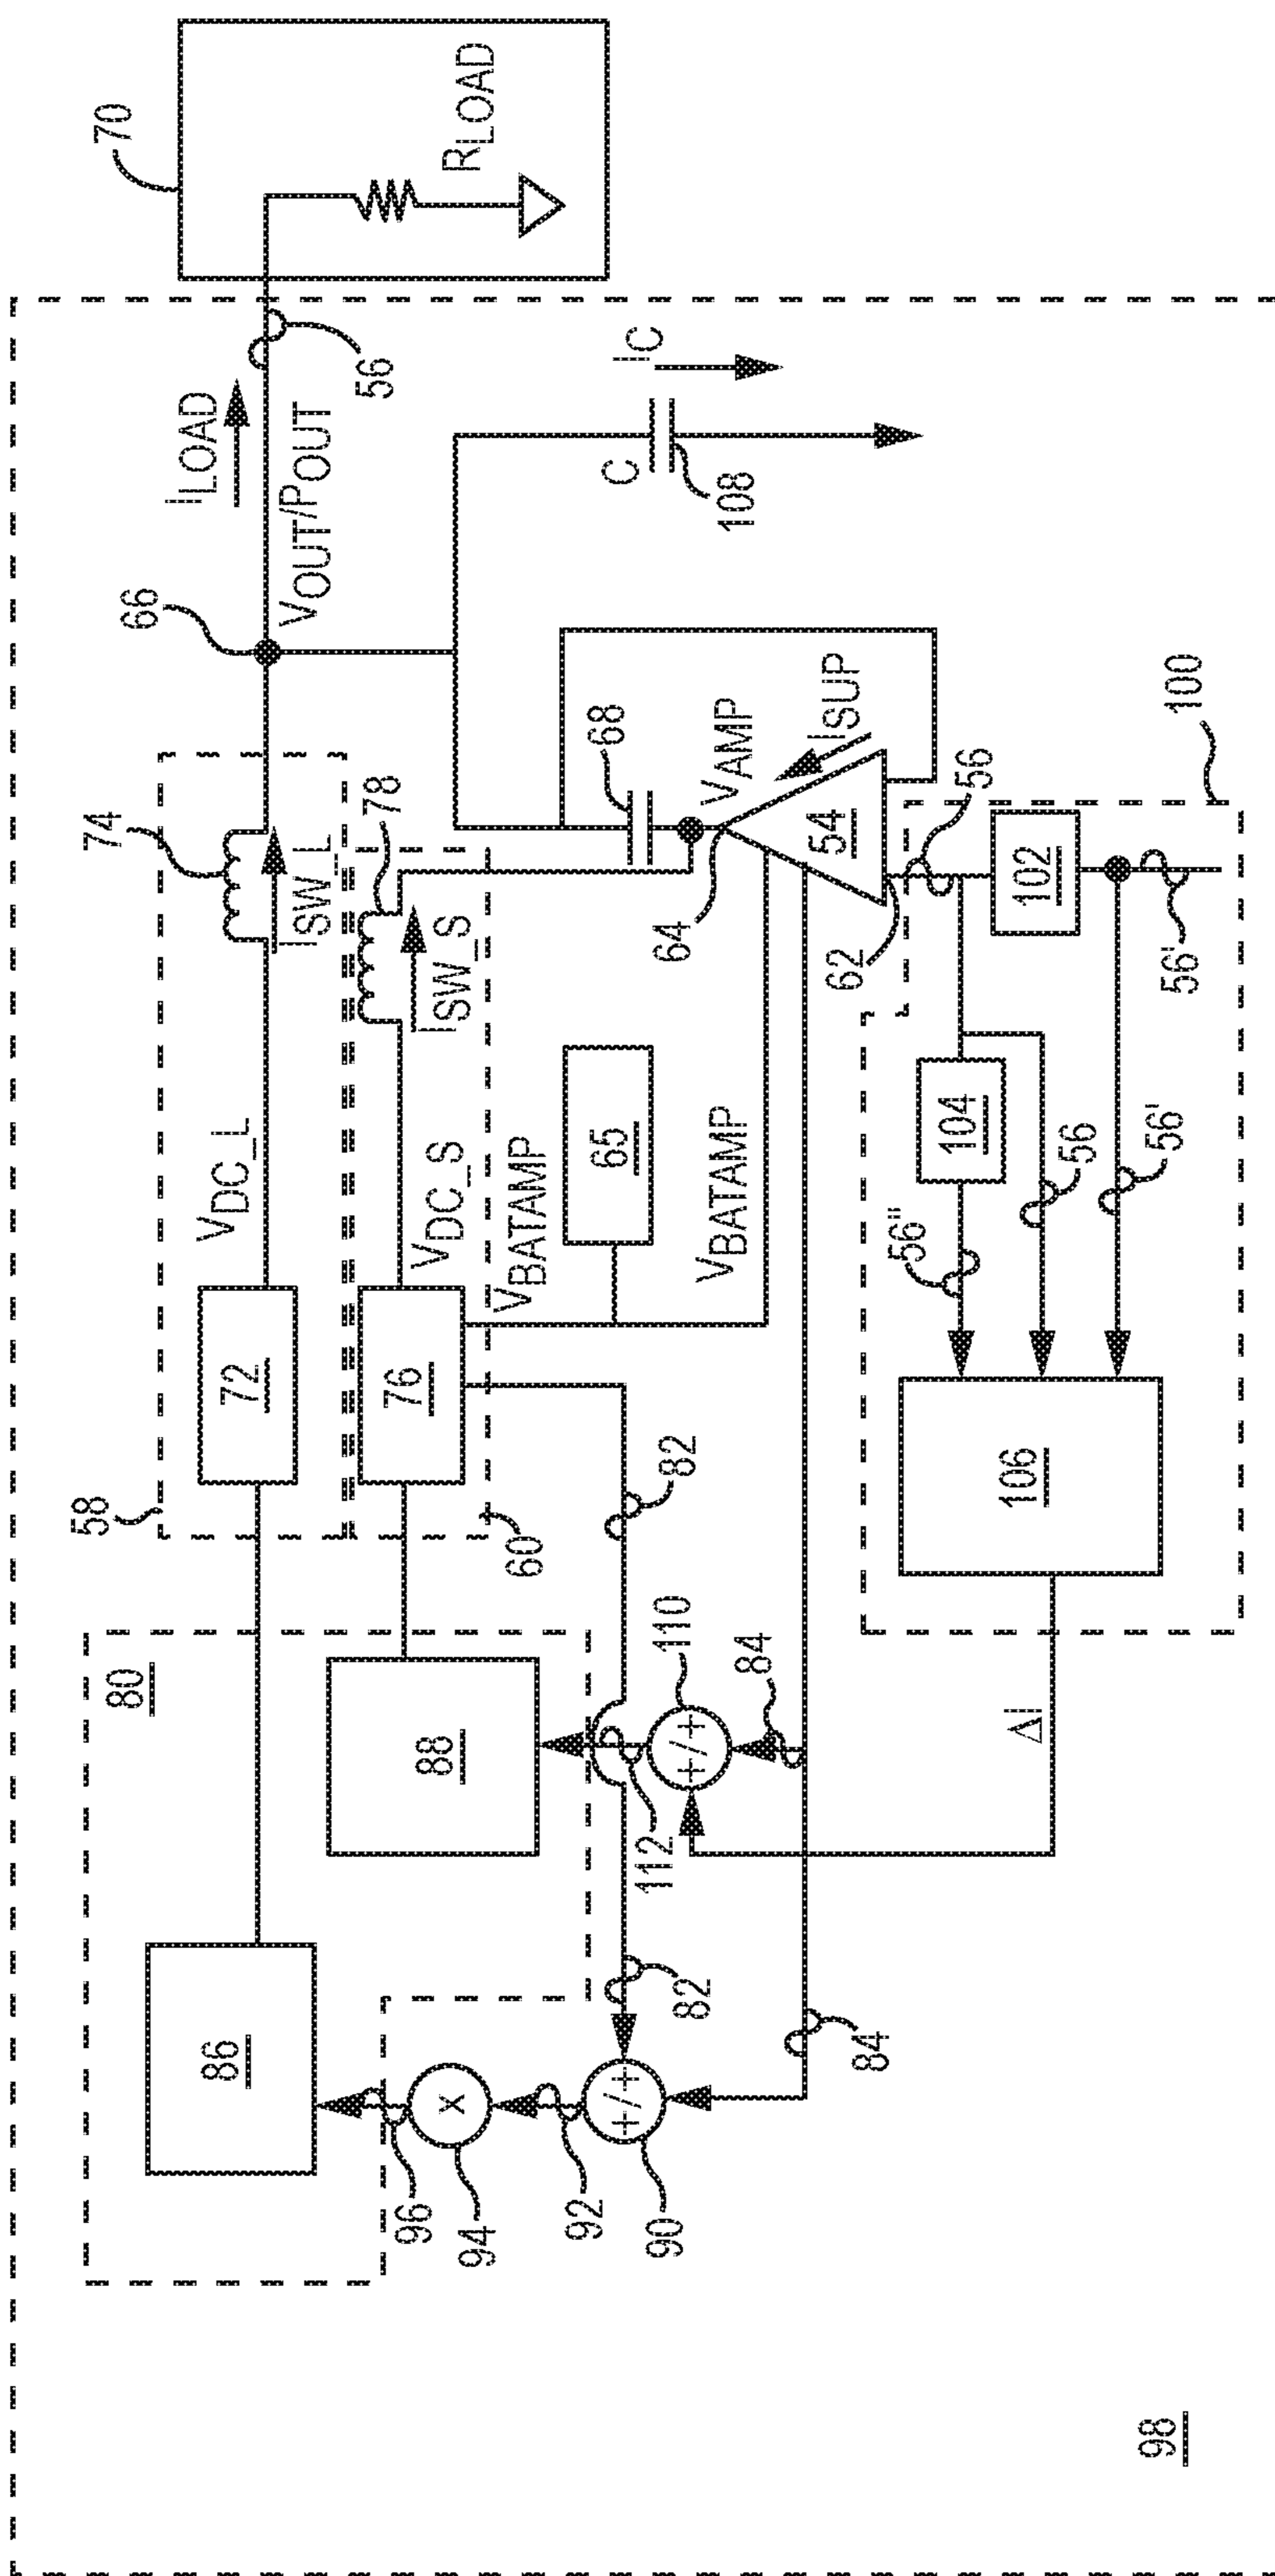 70
RLOAD
ILOAD
56
VOUT/POUT
66
IC
C
108
74
ISW_L
58
VDC_L
72
78
ISW_S
VDC_S
76
60
VBATAMP
65
VBATAMP
68
VAMP
ISUP
54
64
62
56
100
102
56'
104
56"
56
56'
106
ΔI
80
88
86
82
110
+/+
84
112
82
84
96
x
94
92
+/+
90
98